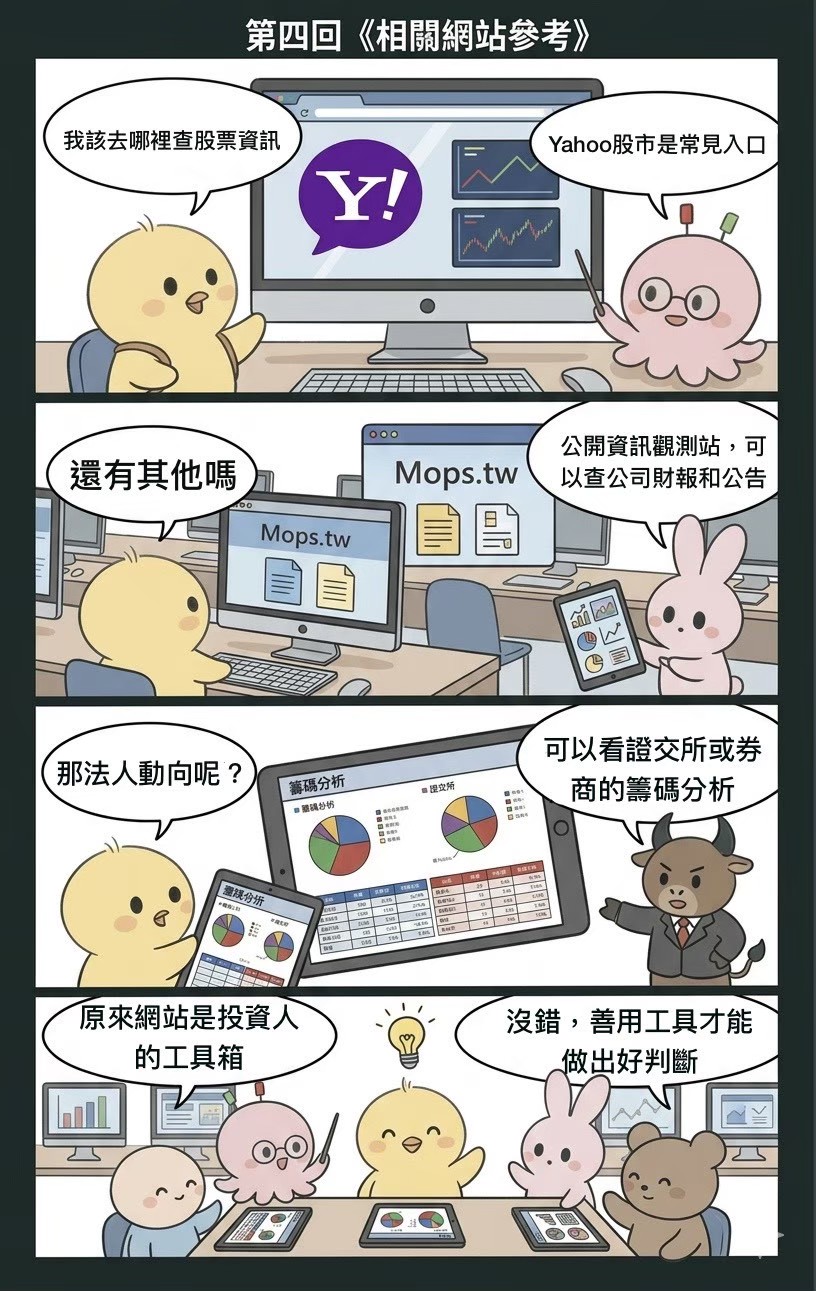 第四回《相關網站參考》
我該去哪裡查股票資訊
Yahoo股市是常見入口
Y!
還有其他嗎
公開資訊觀測站，可
以查公司財報和公告
Mops.tw
Mops.tw
那法人動向呢？
可以看證交所或券
商的籌碼分析
籌碼分析
證交所
原來網站是投資人
的工具箱
沒錯，善用工具才能
做出好判斷